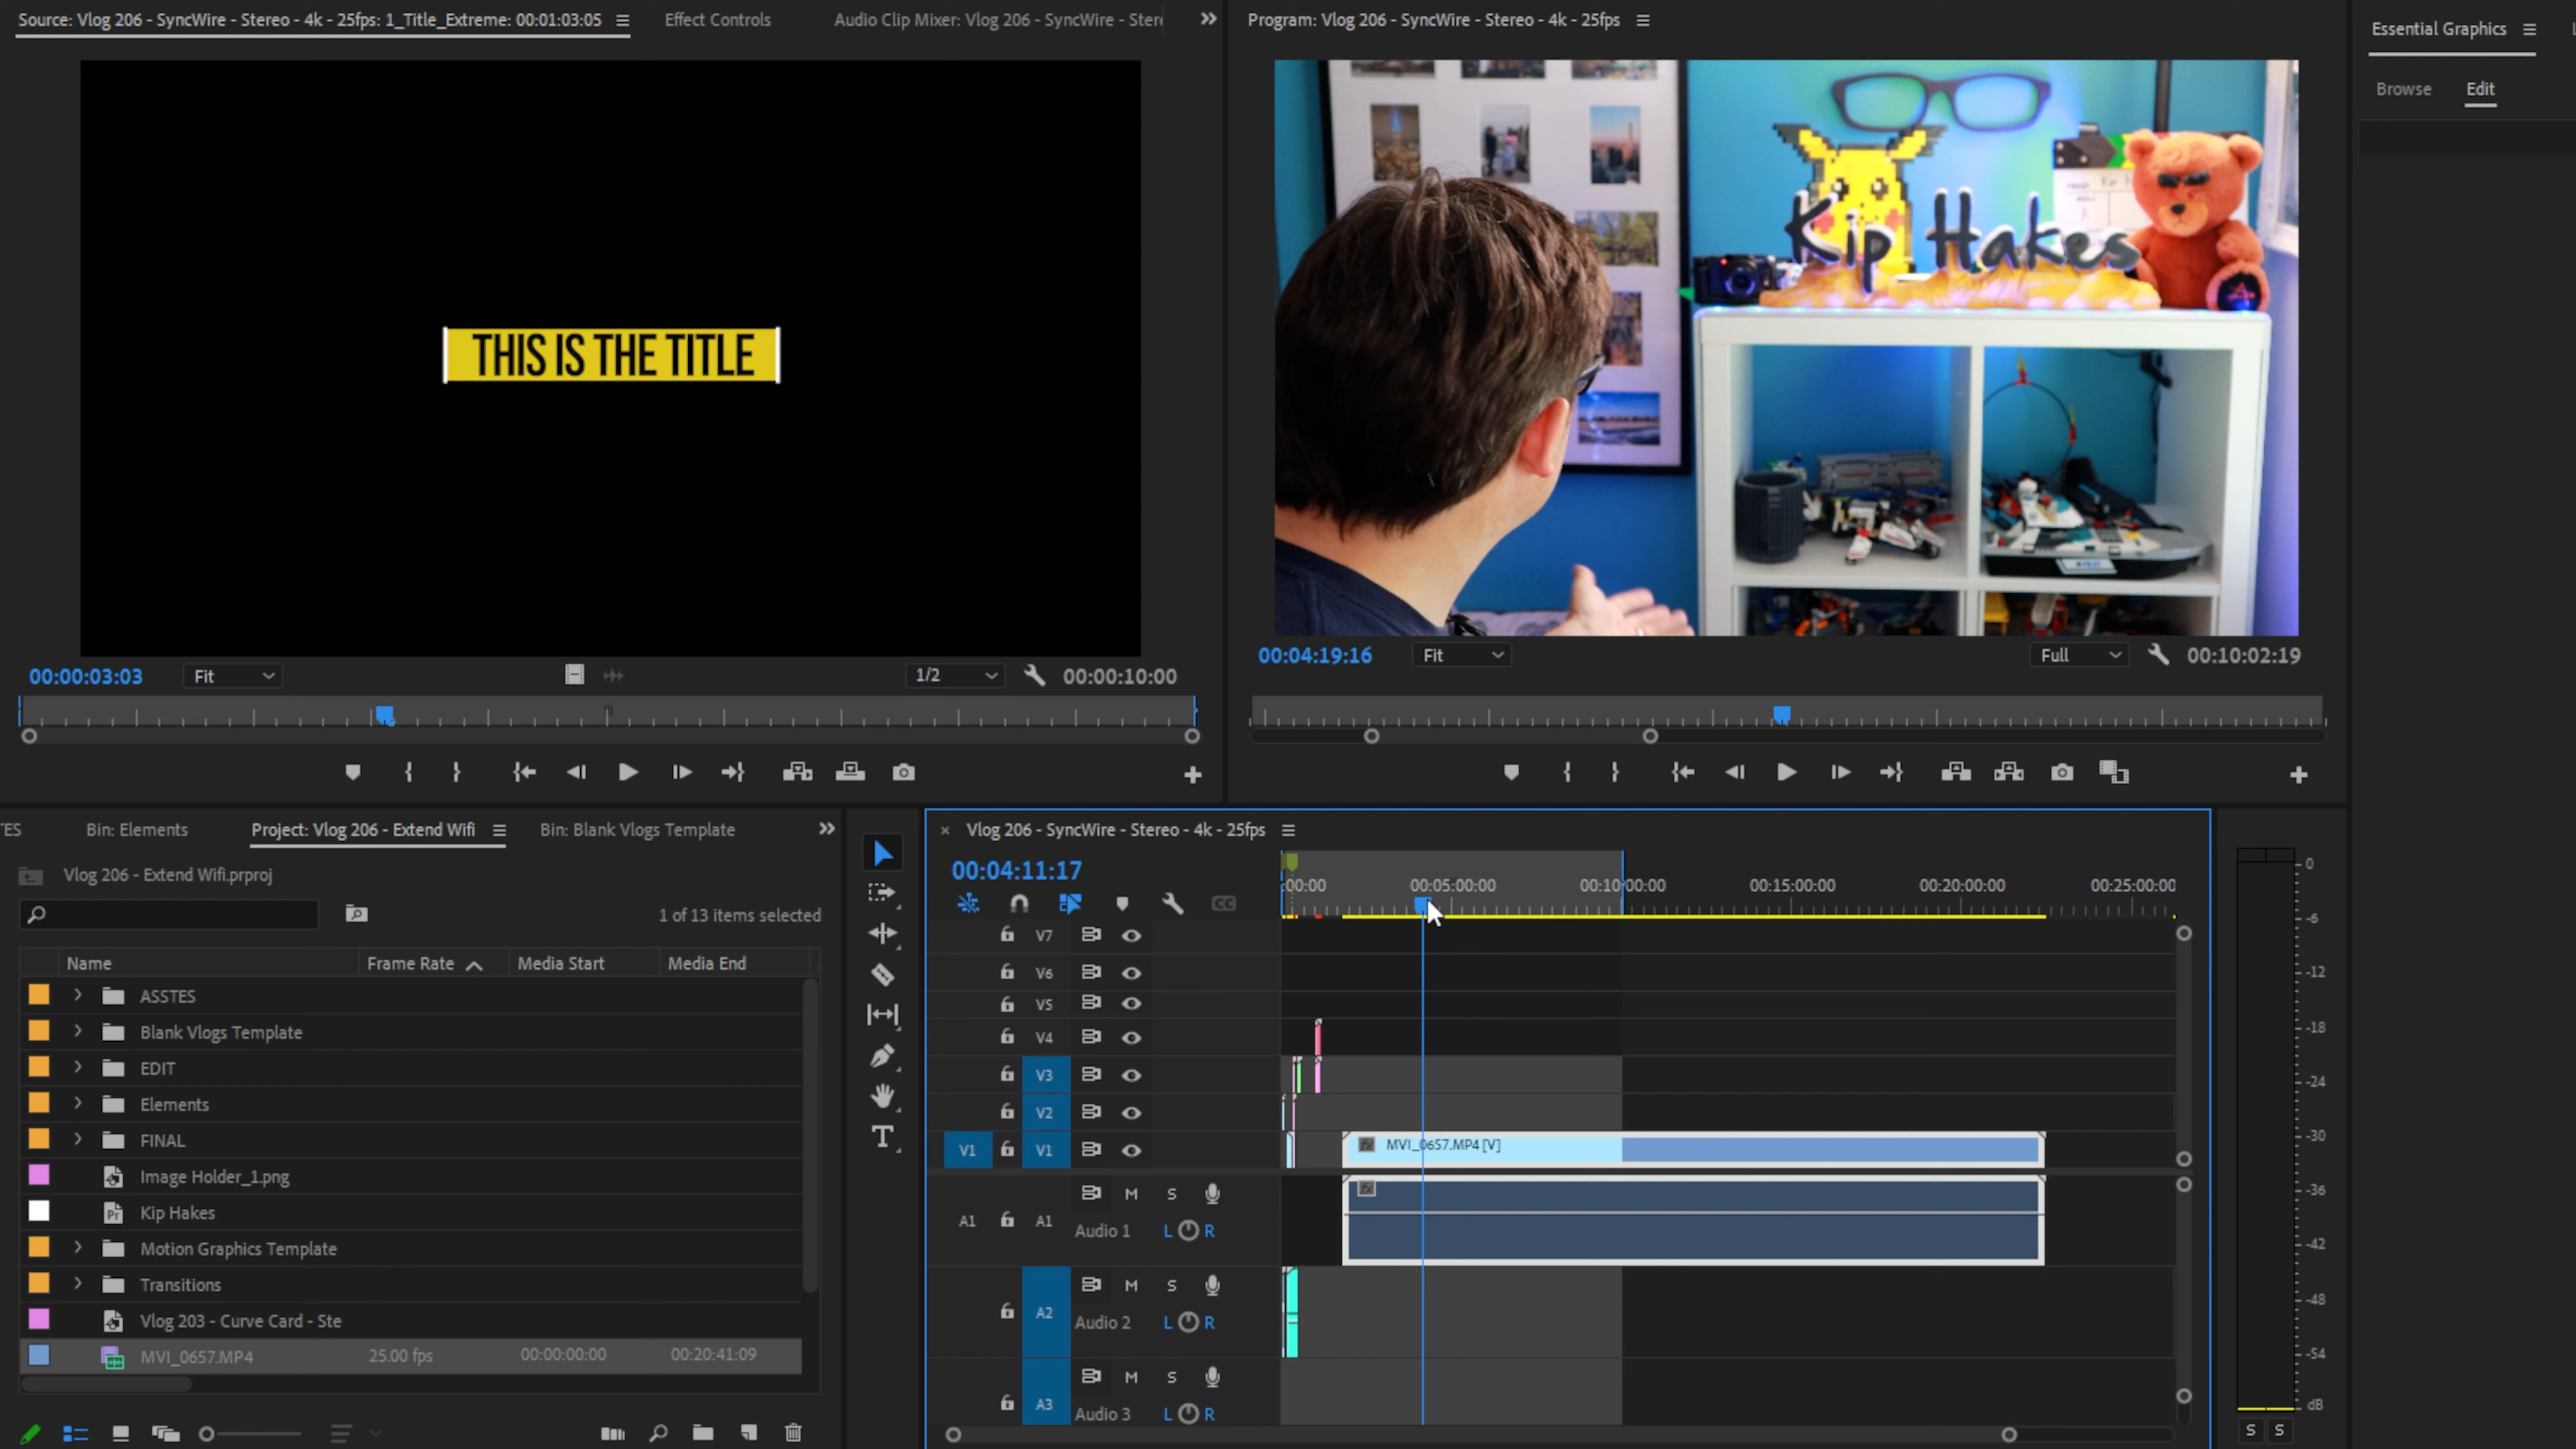 Source: Vlog 206 - SyncWire - Stereo - 4k - 25fps: 1_Title_Extreme: 00:01:03:05
Effect Controls
Audio Clip Mixer: Vlog 206 - SyncWire - Ster
Program: Vlog 206 - SyncWire - Stereo - 4k - 25fps
Essential Graphics
Browse
Edit
THIS IS THE TITLE
Kip Hakes
00:00:03:03
Fit
1/2
00:00:10:00
00:04:19:16
Fit
Full
00:10:02:19
TES
Bin: Elements
Project: Vlog 206 - Extend Wifi
Bin: Blank Vlogs Template
Vlog 206 - Extend Wifi.prproj
1 of 13 items selected
Name
Frame Rate
Media Start
Media End
ASSTES
Blank Vlogs Template
EDIT
Elements
FINAL
Image Holder_1.png
Kip Hakes
Motion Graphics Template
Transitions
Vlog 203 - Curve Card - Ste
MVI_0657.MP4 25.00 fps 00:00:00:00 00:20:41:09
Vlog 206 - SyncWire - Stereo - 4k - 25fps
00:04:11:17
:00:00 00:05:00:00 00:10:00:00 00:15:00:00 00:20:00:00 00:25:00:00
V7
V6
V5
V4
V3
V2
V1 V1
MVI_0657.MP4 [V]
A1 A1 M S
Audio 1 L R
A2 M S
Audio 2 L R
A3 M S
Audio 3 L R
0
-6
-12
-18
-24
-30
-36
-42
-48
-54
dB
S S